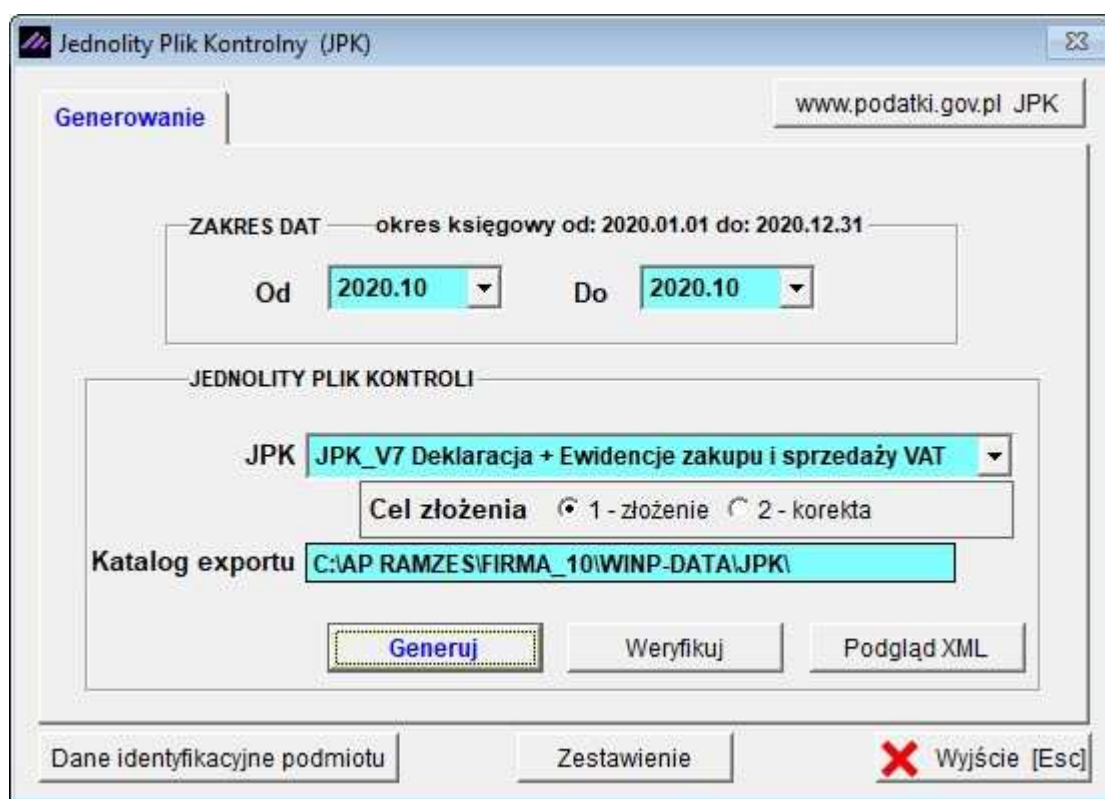 Jednolity Plik Kontrolny (JPK)
www.podatki.gov.pl JPK
Generowanie
ZAKRES DAT okres księgowy od: 2020.01.01 do: 2020.12.31
Od 2020.10 Do 2020.10
JEDNOLITY PLIK KONTROLI
JPK JPK_V7 Deklaracja + Ewidencje zakupu i sprzedaży VAT
Cel złożenia 1 - złożenie 2 - korekta
Katalog exportu C:\AP RAMZES\FIRMA_10\WINP-DATA\JPK\
Generuj Weryfikuj Podgląd XML
Dane identyfikacyjne podmiotu Zestawienie Wyjście [Esc]